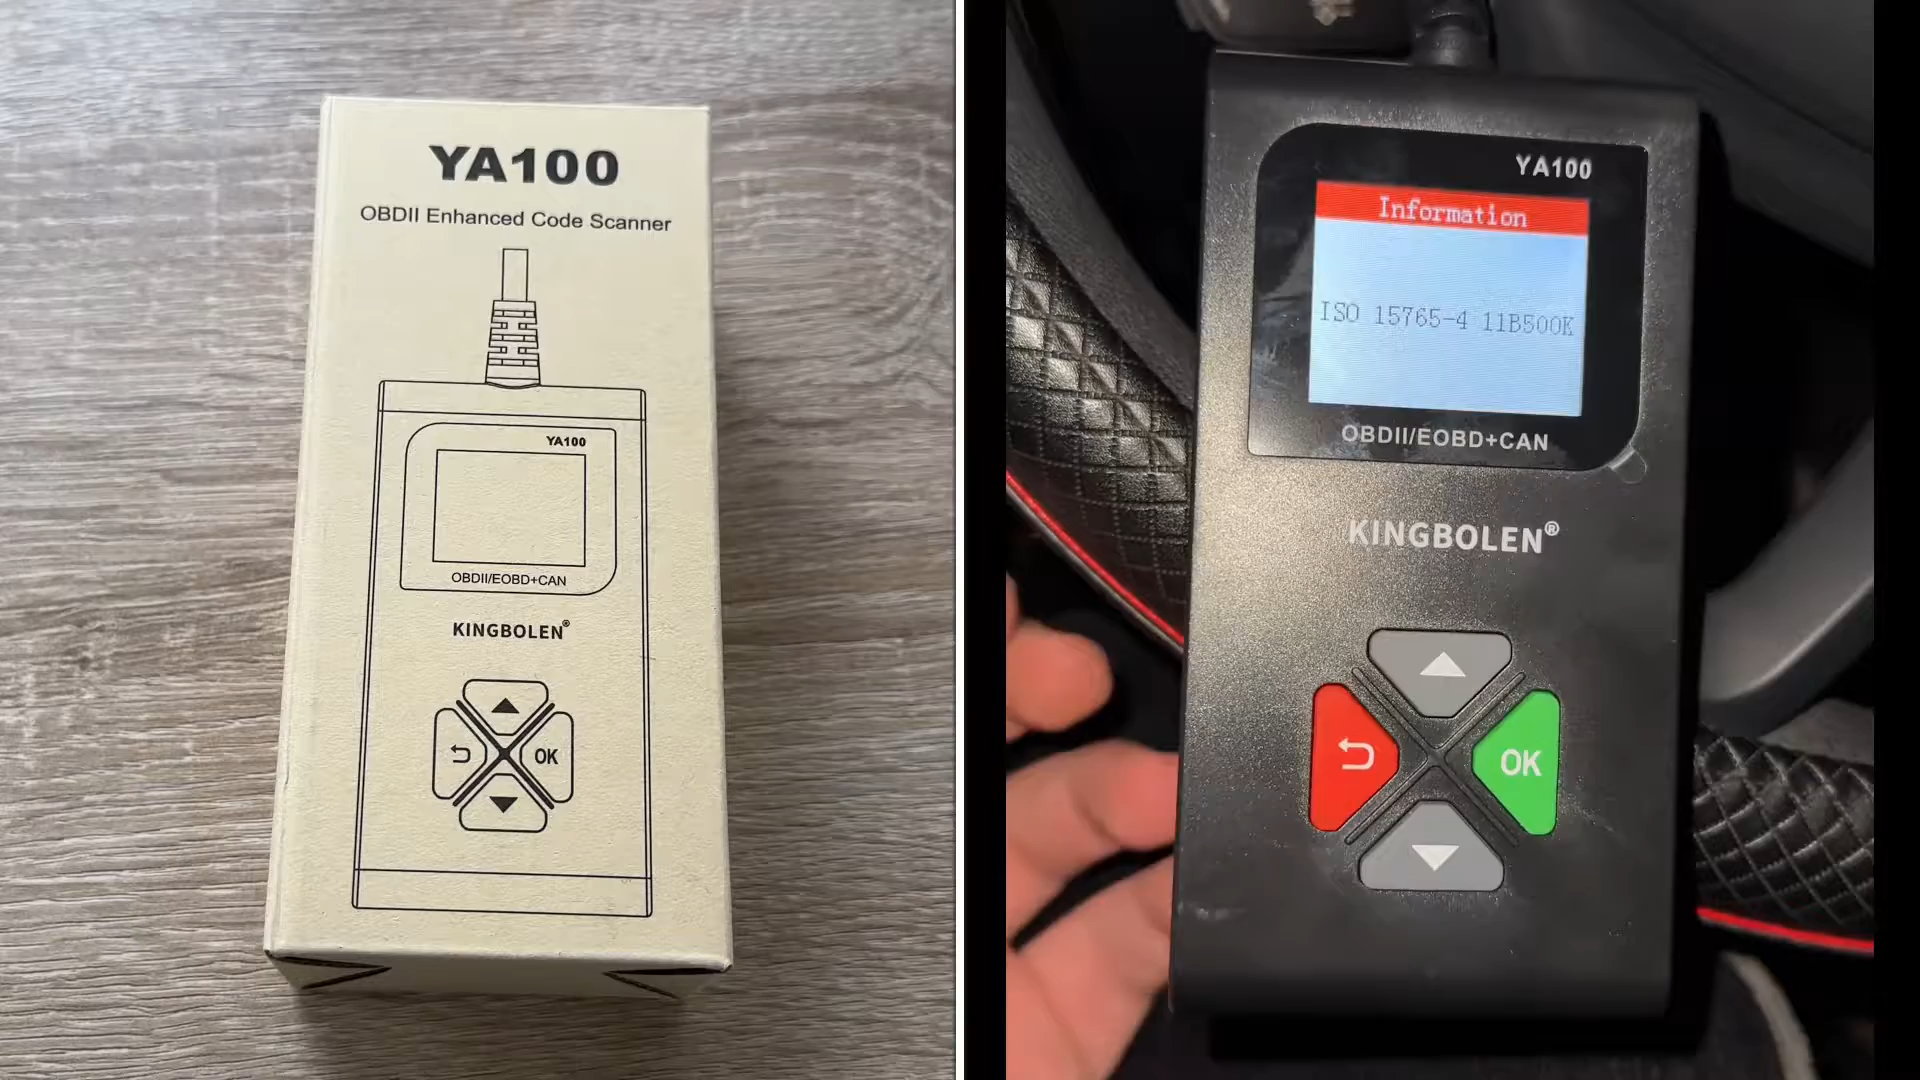 YA100
OBDII Enhanced Code Scanner
YA100
OBDII/EOBD+CAN
KINGBOLEN®
OK
YA100
Information
ISO 15765-4 11B500K
OBDII/EOBD+CAN
KINGBOLEN®
OK